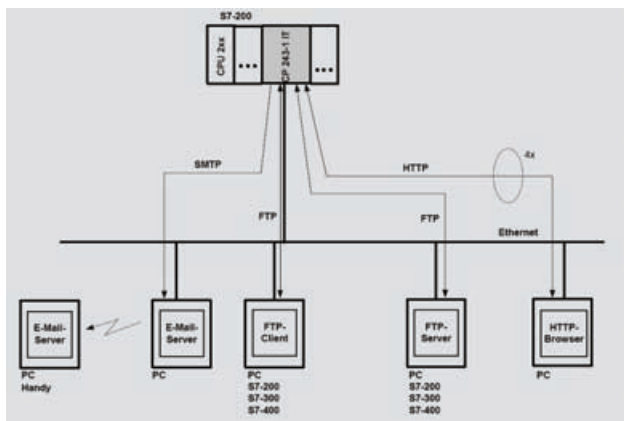 S7-200
CPU 2xx
•••
CP 243-1 IT
•••
SMTP
HTTP
4x
FTP
FTP
Ethernet
E-Mail-
Server
E-Mail-
Server
FTP-
Client
FTP-
Server
HTTP-
Browser
PC
Handy
PC
PC
S7-200
S7-300
S7-400
PC
S7-200
S7-300
S7-400
PC